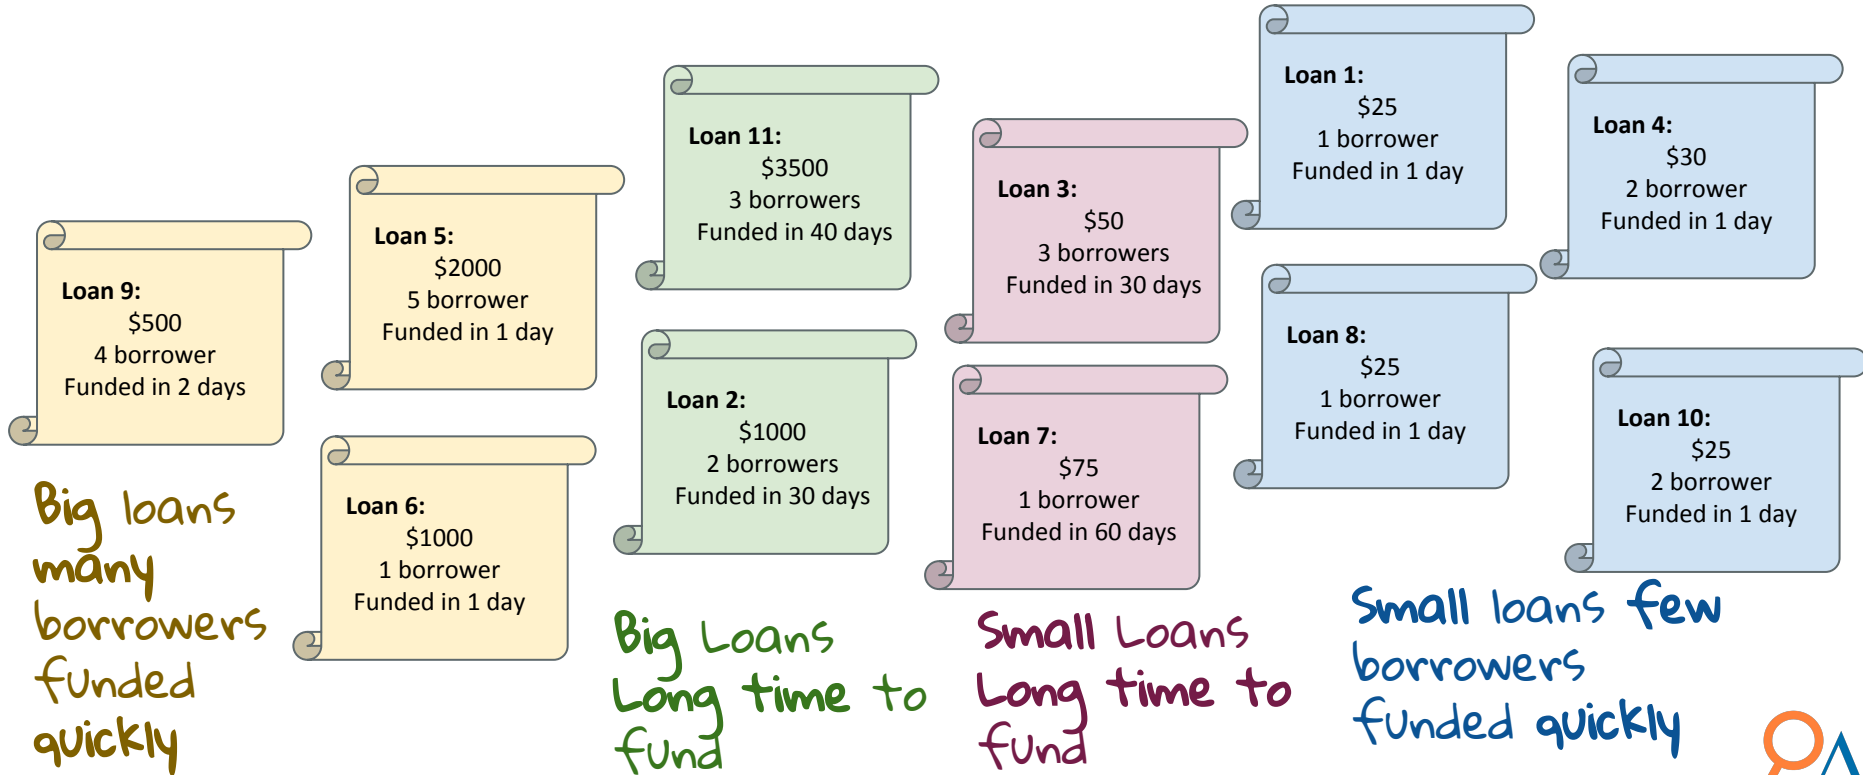 Loan 9:
$500
4 borrower
Funded in 2 days
Loan 5:
$2000
5 borrower
Funded in 1 day
Loan 6:
$1000
1 borrower
Funded in 1 day
Big loans
many
borrowers
funded
quickly
Loan 11:
$3500
3 borrowers
Funded in 40 days
Loan 2:
$1000
2 borrowers
Funded in 30 days
Big Loans
Long time to
fund
Loan 3:
$50
3 borrowers
Funded in 30 days
Loan 7:
$75
1 borrower
Funded in 60 days
Small Loans
Long time to
fund
Loan 1:
$25
1 borrower
Funded in 1 day
Loan 4:
$30
2 borrower
Funded in 1 day
Loan 8:
$25
1 borrower
Funded in 1 day
Loan 10:
$25
2 borrower
Funded in 1 day
Small loans few
borrowers
funded quickly